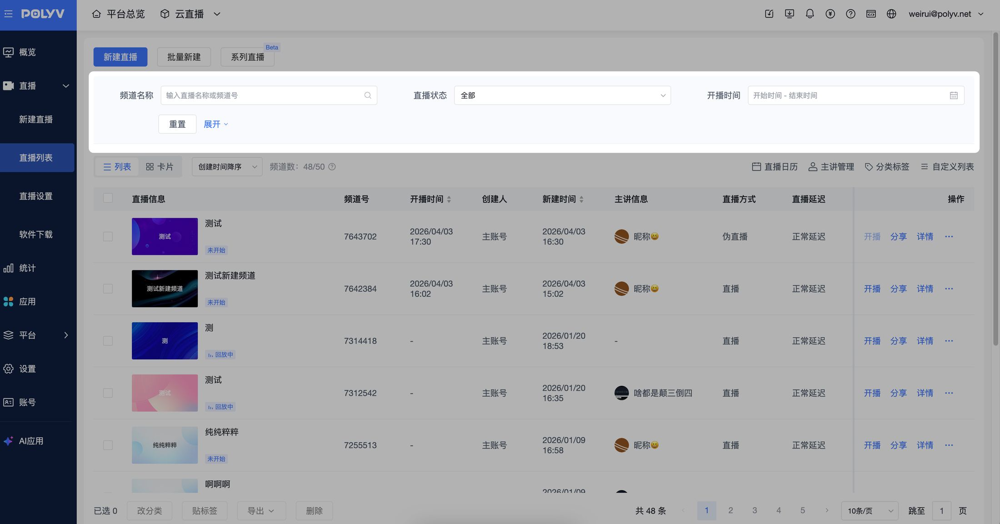 POLYV
平台总览
云直播
weirui@polyv.net
概览
直播
新建直播
直播列表
直播设置
软件下载
统计
应用
平台
设置
账号
AI应用
新建直播
批量新建
系列直播
Beta
频道名称
输入直播名称或频道号
直播状态
全部
开播时间
开始时间 - 结束时间
重置
展开
列表
卡片
创建时间降序
频道数：48/50
直播日历
主讲管理
分类标签
自定义列表
直播信息 频道号 开播时间 创建人 新建时间 主讲信息 直播方式 直播延迟 操作
测试
测试
未开始
7643702
2026/04/03
17:30
主账号
2026/04/03
16:30
昵称😆
伪直播
正常延迟
开播 分享 详情 ···
测试新建频道
测试新建频道
未开始
7642384
2026/04/03
16:02
主账号
2026/04/03
15:02
昵称😆
直播
正常延迟
开播 分享 详情 ···
测
测
回放中
7314418
-
主账号
2026/01/20
18:53
-
直播
正常延迟
开播 分享 详情 ···
测试
测试
回放中
7312542
-
主账号
2026/01/20
16:35
啥都是颠三倒四
直播
正常延迟
开播 分享 详情 ···
纯纯粹粹
纯纯粹粹
未开始
7255513
-
主账号
2026/01/09
16:58
昵称😆
直播
正常延迟
开播 分享 详情 ···
啊啊啊
2026/01/09
已选 0
改分类
贴标签
导出
删除
共 48 条
1 2 3 4 5
10条/页
跳至 1 页